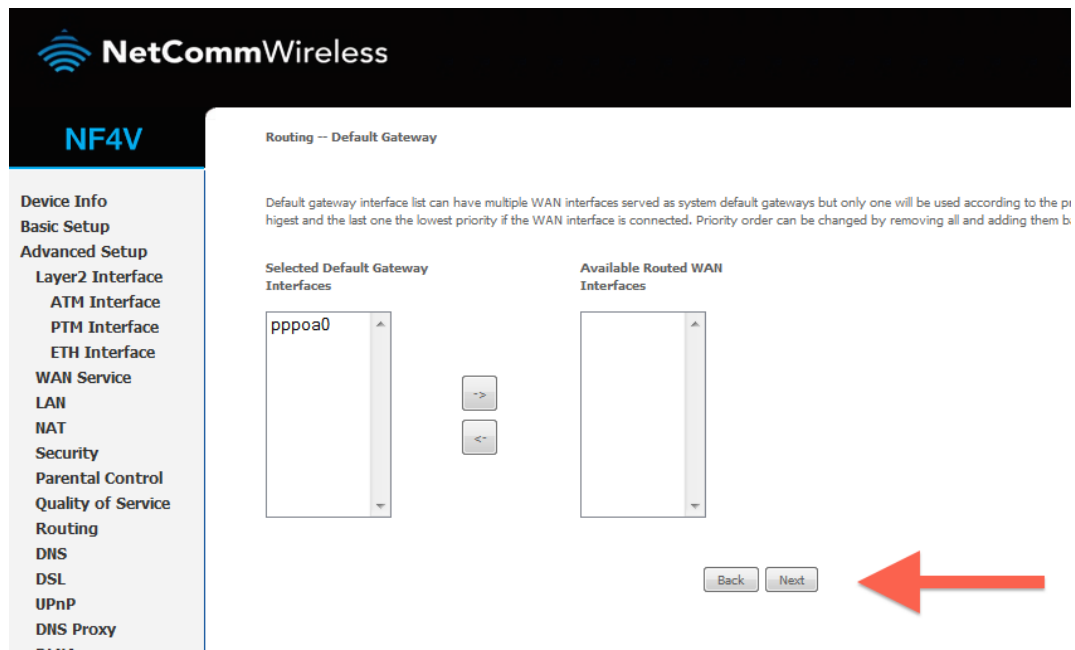 NetCommWireless
NF4V
Routing -- Default Gateway
Device Info
Basic Setup
Advanced Setup
Layer2 Interface
ATM Interface
PTM Interface
ETH Interface
WAN Service
LAN
NAT
Security
Parental Control
Quality of Service
Routing
DNS
DSL
UPnP
DNS Proxy
Default gateway interface list can have multiple WAN interfaces served as system default gateways but only one will be used according to the
higest and the last one the lowest priority if the WAN interface is connected. Priority order can be changed by removing all and adding them
Selected Default Gateway
Interfaces
Available Routed WAN
Interfaces
pppoa0
->
<-
Back
Next